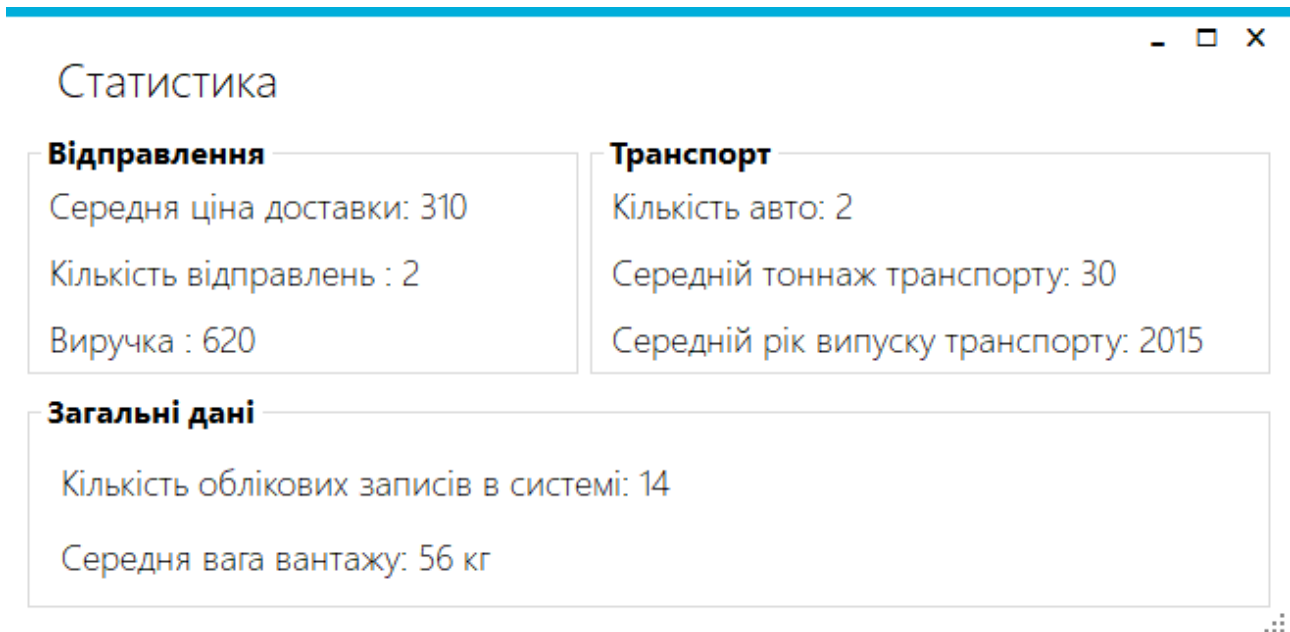 Статистика
Відправлення
Середня ціна доставки: 310
Кількість відправлень : 2
Виручка : 620
Транспорт
Кількість авто: 2
Середній тоннаж транспорту: 30
Середній рік випуску транспорту: 2015
Загальні дані
Кількість облікових записів в системі: 14
Середня вага вантажу: 56 кг